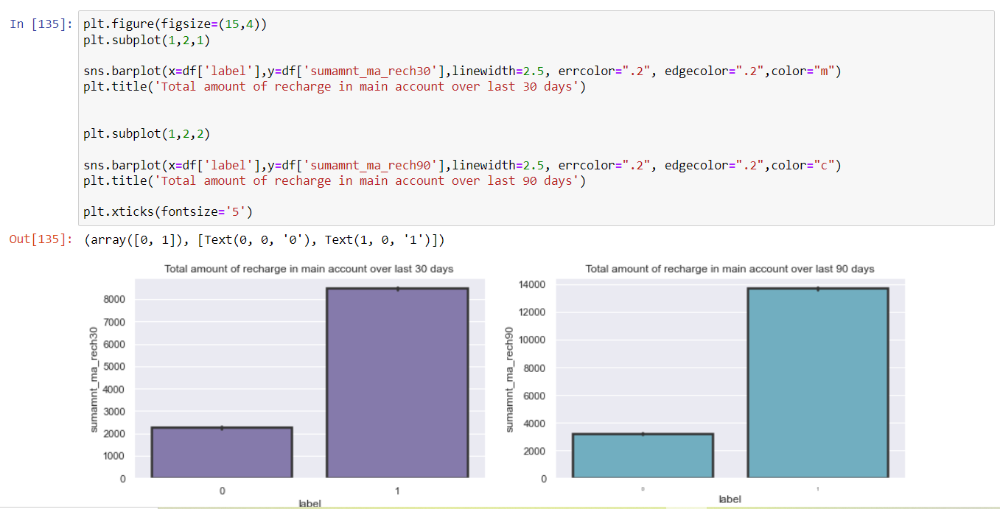 In [135]: plt.figure(figsize=(15,4))
plt.subplot(1,2,1)
sns.barplot(x=df['label'],y=df['sumamnt_ma_rech30'],linewidth=2.5, errcolor=".2", edgecolor=".2",color="m")
plt.title('Total amount of recharge in main account over last 30 days')
plt.subplot(1,2,2)
sns.barplot(x=df['label'],y=df['sumamnt_ma_rech90'],linewidth=2.5, errcolor=".2", edgecolor=".2",color="c")
plt.title('Total amount of recharge in main account over last 90 days')
plt.xticks(fontsize='5')
Out[135]: (array([0, 1]), [Text(0, 0, '0'), Text(1, 0, '1')])
Total amount of recharge in main account over last 30 days
sumamnt_ma_rech30
8000
7000
6000
5000
4000
3000
2000
1000
0
0 1
label
Total amount of recharge in main account over last 90 days
sumamnt_ma_rech90
14000
12000
10000
8000
6000
4000
2000
0
0 1
label